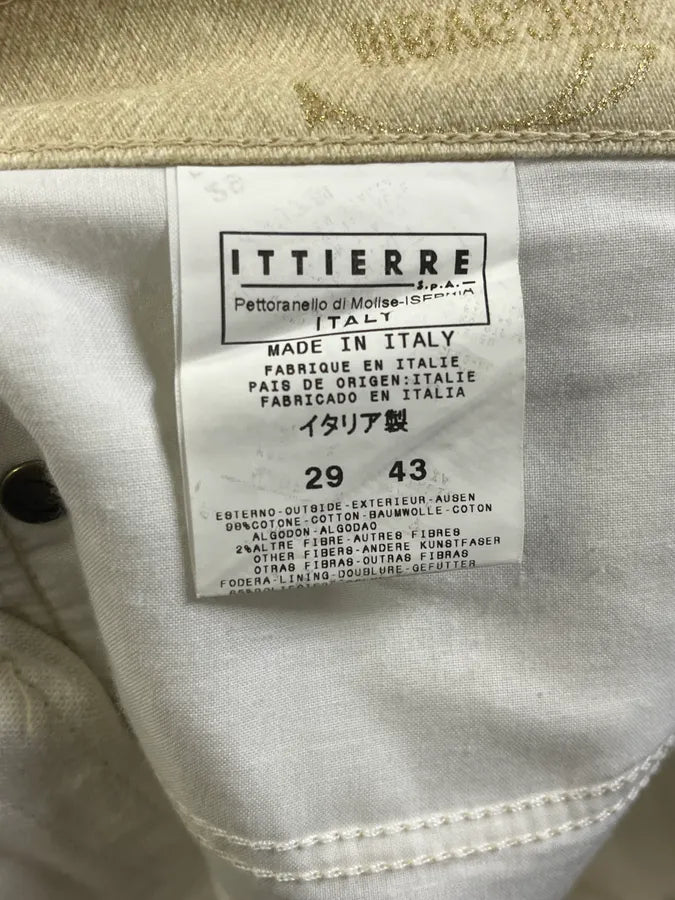 ITTIERRE
S.p.A.
Pettoranello di Molise-ISERNIA
ITALY
MADE IN ITALY
FABRIQUE EN ITALIE
PAIS DE ORIGEN:ITALIE
FABRICADO EN ITALIA
イタリア製
29 43
ESTERNO-OUTSIDE-EXTERIEUR-AUSEN
98%COTONE-COTTON-BAUMWOLLE-COTON
ALGODON-ALGODAO
2%ALTRE FIBRE-AUTRES FIBRES
OTHER FIBERS-ANDERE KUNSTFASER
OTRAS FIBRAS-OUTRAS FIBRAS
FODERA-LINING-DOUBLURE-GEFUTTER